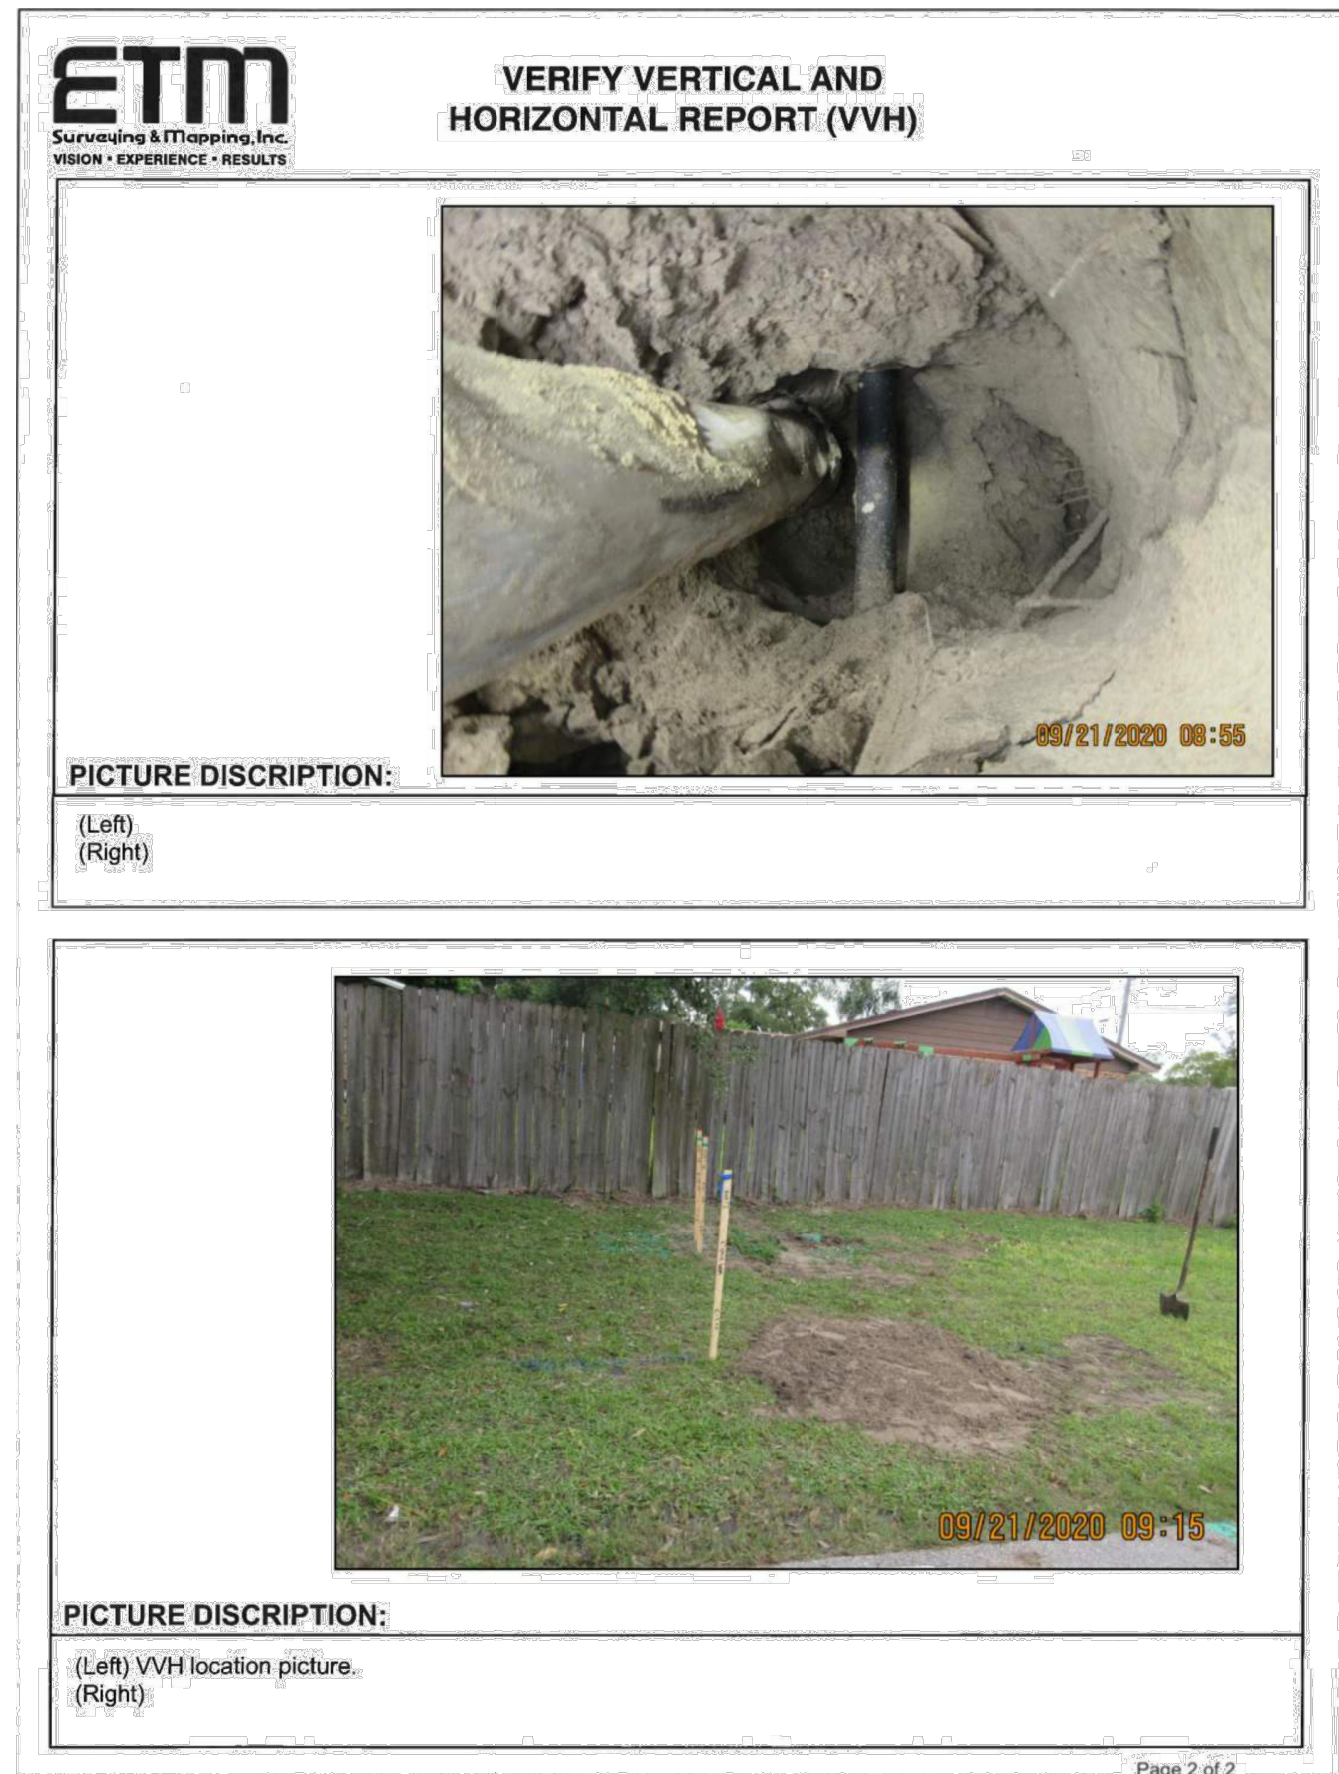 ETM
Surveying & Mapping, Inc.
VISION • EXPERIENCE • RESULTS
VERIFY VERTICAL AND
HORIZONTAL REPORT (VVH)
09/21/2020 08:55
PICTURE DISCRIPTION:
(Left)
(Right)
09/21/2020 09:15
PICTURE DISCRIPTION:
(Left) VVH location picture.
(Right)
Page 2 of 2